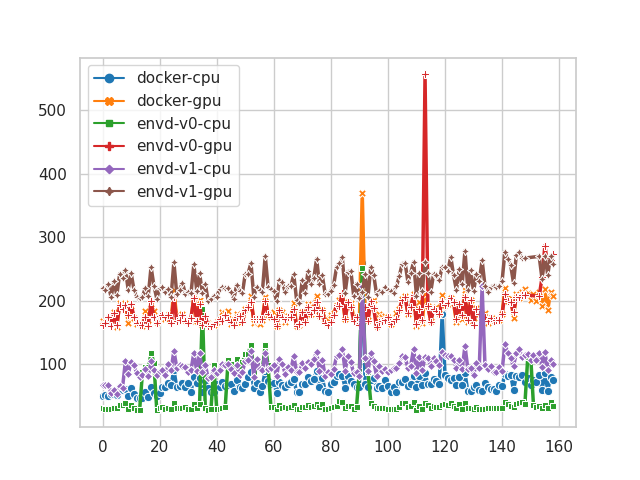 docker-cpu
docker-gpu
envd-v0-cpu
envd-v0-gpu
envd-v1-cpu
envd-v1-gpu
500
400
300
200
100
0 20 40 60 80 100 120 140 160